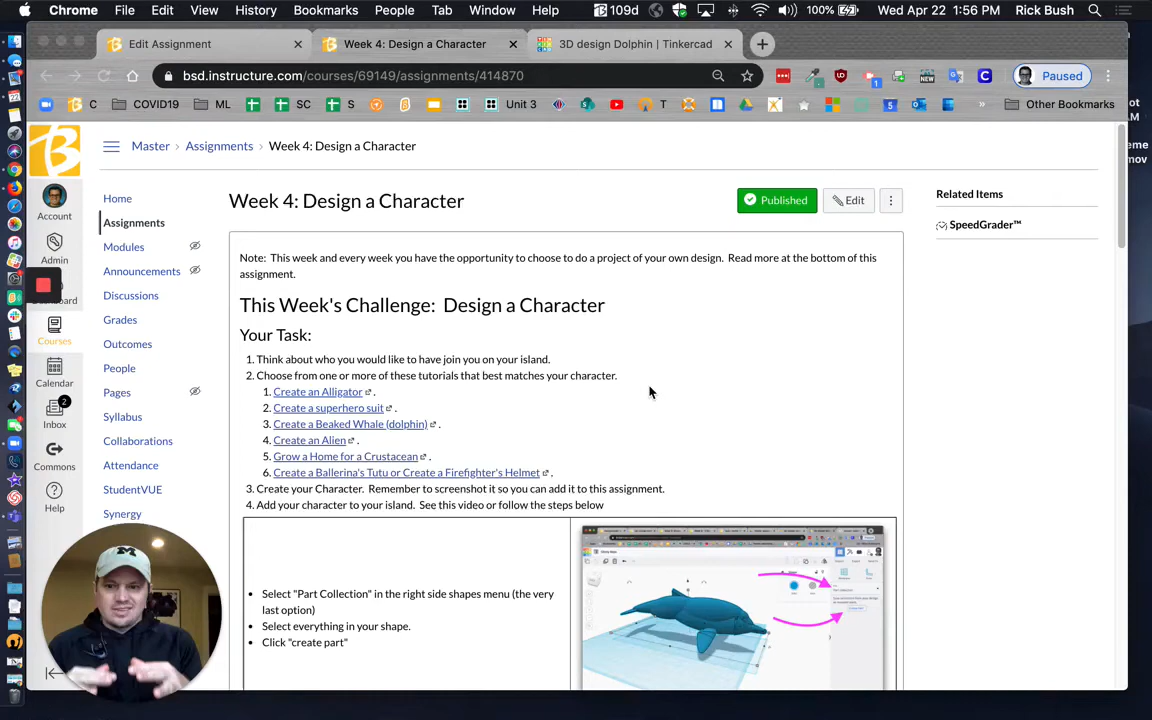 Chrome File Edit View History Bookmarks People Tab Window Help 109d 100% Wed Apr 22 1:56 PM Rick Bush
Edit Assignment Week 4: Design a Character 3D design Dolphin | Tinkercad
bsd.instructure.com/courses/69149/assignments/414870 Paused
C COVID19 ML SC S Unit 3 T » Other Bookmarks
Master Assignments Week 4: Design a Character
Week 4: Design a Character
Published Edit
Related Items
SpeedGrader™
Account
Admin
Courses
Calendar
2
Inbox
Commons
Help
Home
Assignments
Modules
Announcements
Discussions
Grades
Outcomes
People
Pages
Syllabus
Collaborations
Attendance
StudentVUE
Synergy
Note: This week and every week you have the opportunity to choose to do a project of your own design. Read more at the bottom of this
assignment.
This Week's Challenge: Design a Character
Your Task:
1. Think about who you would like to have join you on your island.
2. Choose from one or more of these tutorials that best matches your character.
1. Create an Alligator .
2. Create a superhero suit .
3. Create a Beaked Whale (dolphin) .
4. Create an Alien .
5. Grow a Home for a Crustacean .
6. Create a Ballerina's Tutu or Create a Firefighter's Helmet .
3. Create your Character. Remember to screenshot it so you can add it to this assignment.
4. Add your character to your island. See this video or follow the steps below
• Select "Part Collection" in the right side shapes menu (the very
last option)
• Select everything in your shape.
• Click "create part"